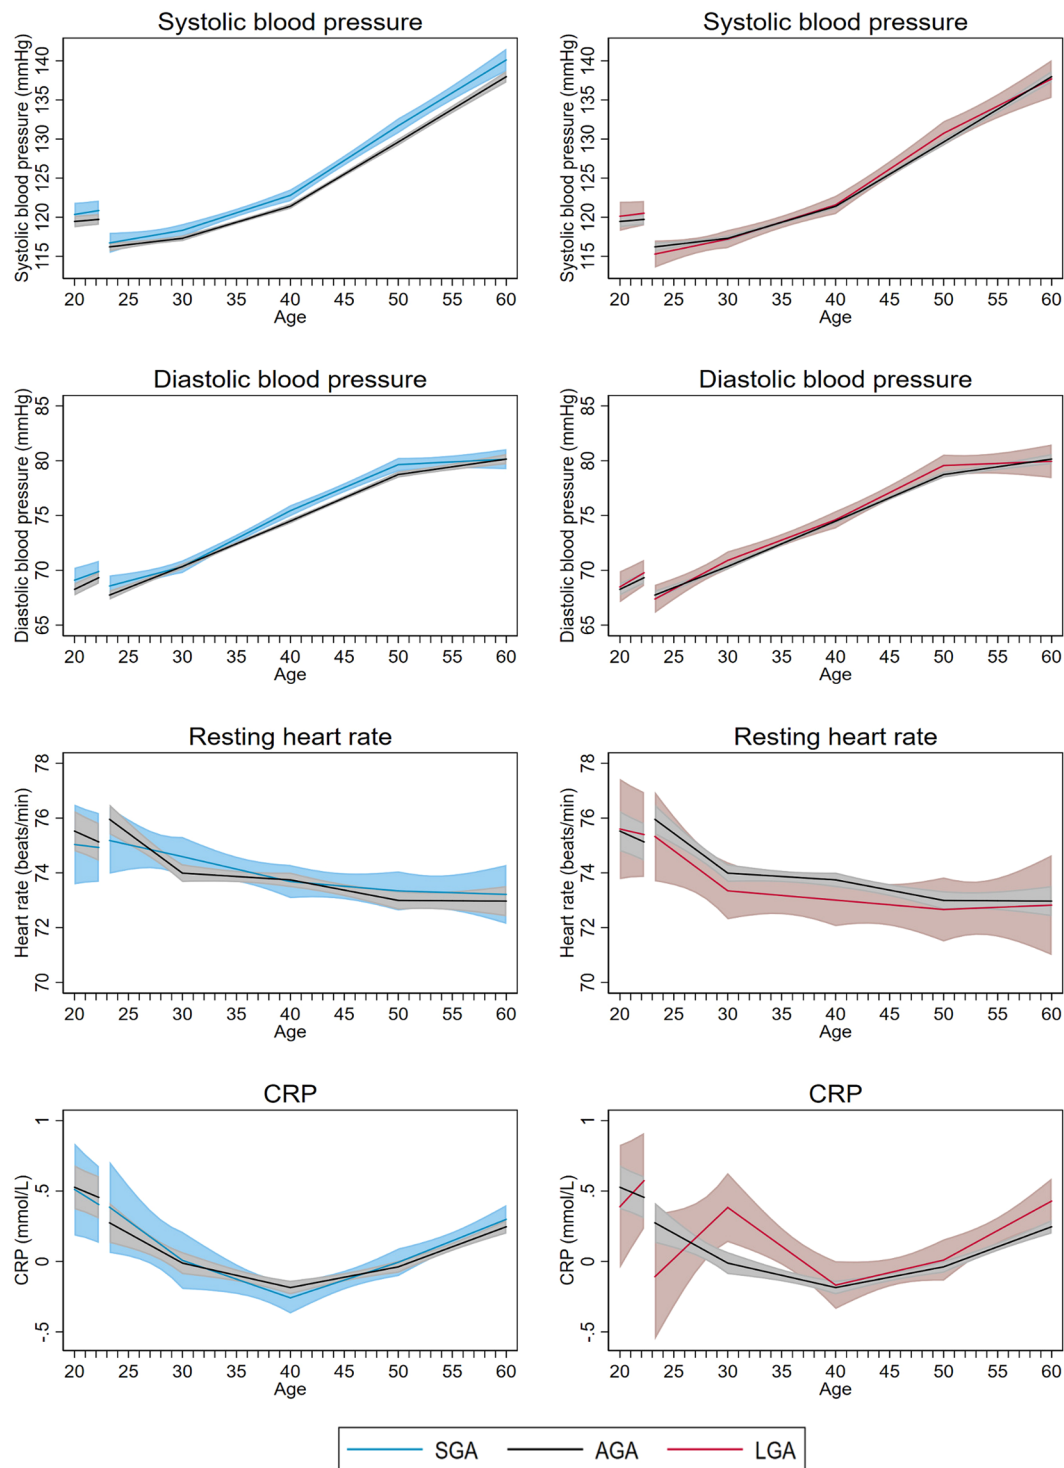 Systolic blood pressure
Systolic blood pressure (mmHg)
115 120 125 130 135 140
20 25 30 35 40 45 50 55 60
Age
Systolic blood pressure
Systolic blood pressure (mmHg)
115 120 125 130 135 140
20 25 30 35 40 45 50 55 60
Age
Diastolic blood pressure
Diastolic blood pressure (mmHg)
65 70 75 80 85
20 25 30 35 40 45 50 55 60
Age
Diastolic blood pressure
Diastolic blood pressure (mmHg)
65 70 75 80 85
20 25 30 35 40 45 50 55 60
Age
Resting heart rate
Heart rate (beats/min)
70 72 74 76 78
20 25 30 35 40 45 50 55 60
Age
Resting heart rate
Heart rate (beats/min)
70 72 74 76 78
20 25 30 35 40 45 50 55 60
Age
CRP
CRP (mmol/L)
-.5 0 .5 1
20 25 30 35 40 45 50 55 60
Age
CRP
CRP (mmol/L)
-.5 0 .5 1
20 25 30 35 40 45 50 55 60
Age
SGA AGA LGA